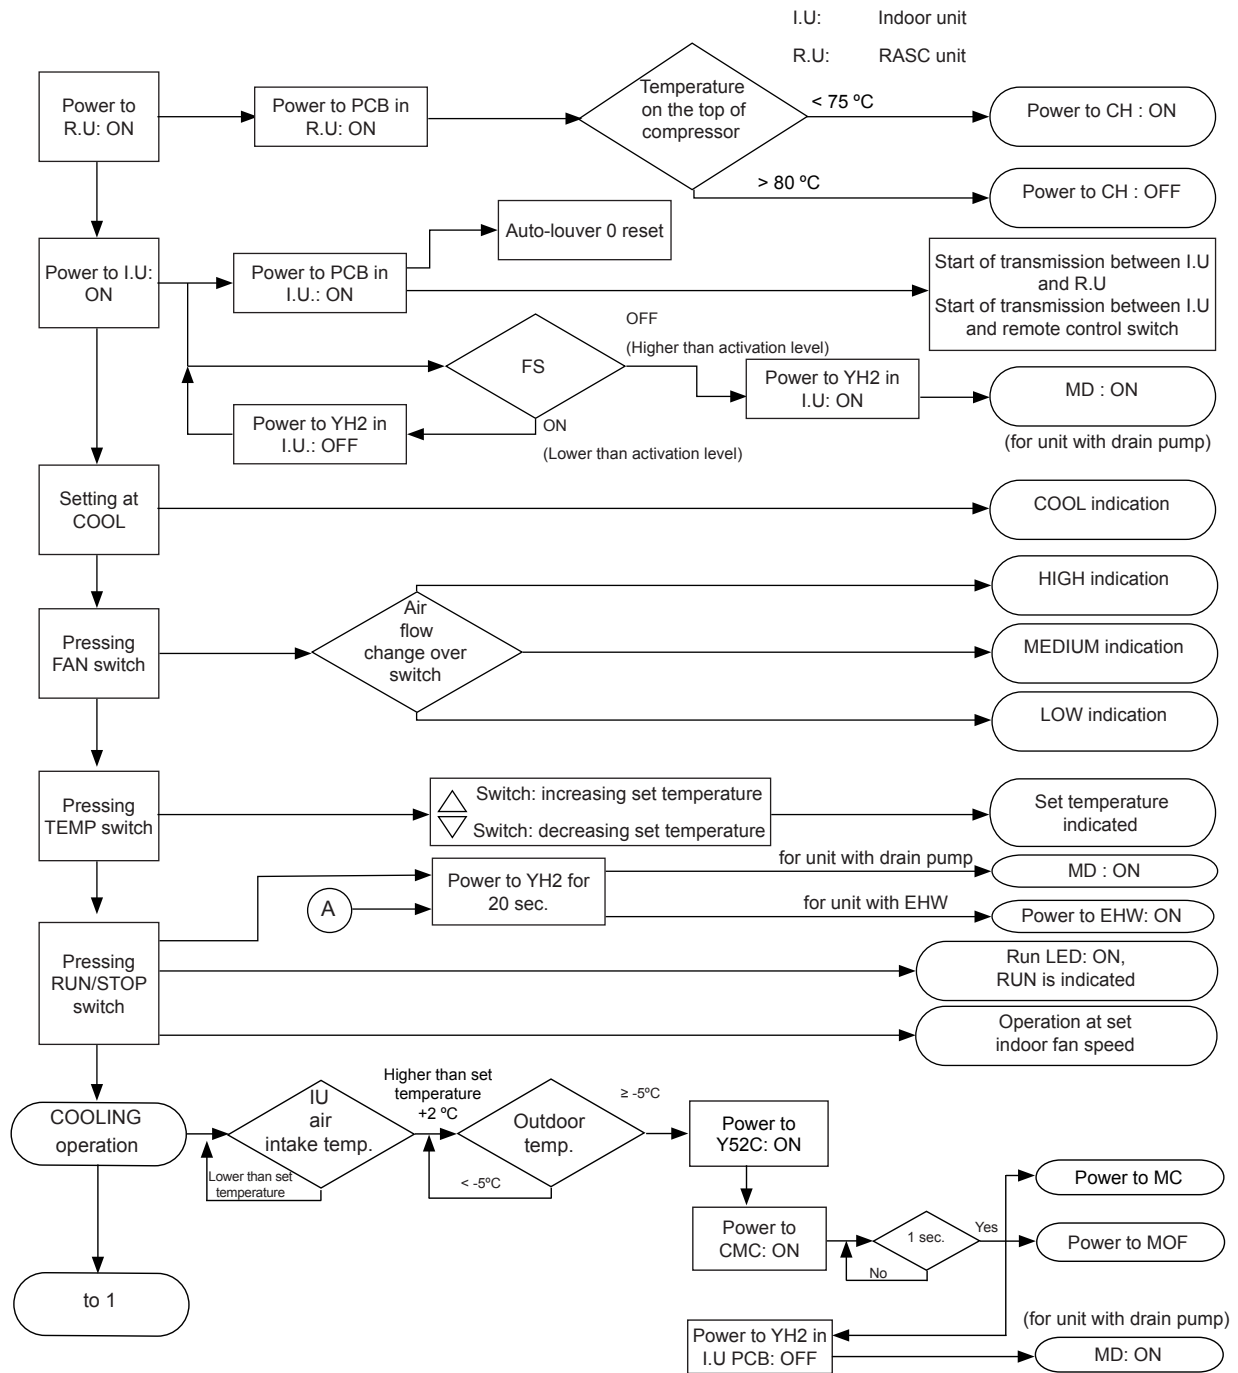 I.U: Indoor unit
R.U: RASC unit
Power to
R.U: ON
Power to PCB in
R.U: ON
Temperature
on the top of
compressor
< 75 ºC
Power to CH : ON
> 80 ºC
Power to CH : OFF
Auto-louver 0 reset
Power to I.U:
ON
Power to PCB in
I.U.: ON
Start of transmission between I.U
and R.U
Start of transmission between I.U
and remote control switch
OFF
(Higher than activation level)
FS
Power to YH2 in
I.U: ON
MD : ON
(for unit with drain pump)
Power to YH2 in
I.U.: OFF
ON
(Lower than activation level)
Setting at
COOL
COOL indication
HIGH indication
Pressing
FAN switch
Air
flow
change over
switch
MEDIUM indication
LOW indication
Pressing
TEMP switch
Switch: increasing set temperature
Switch: decreasing set temperature
Set temperature
indicated
A
Power to YH2 for
20 sec.
for unit with drain pump
MD : ON
for unit with EHW
Power to EHW: ON
Pressing
RUN/STOP
switch
Run LED: ON,
RUN is indicated
Operation at set
indoor fan speed
COOLING
operation
IU
air
intake temp.
Lower than set
temperature
Higher than set
temperature
+2 ºC
Outdoor
temp.
≥ -5ºC
< -5ºC
Power to
Y52C: ON
Power to
CMC: ON
1 sec.
Yes
No
Power to MC
Power to MOF
to 1
Power to YH2 in
I.U PCB: OFF
(for unit with drain pump)
MD: ON